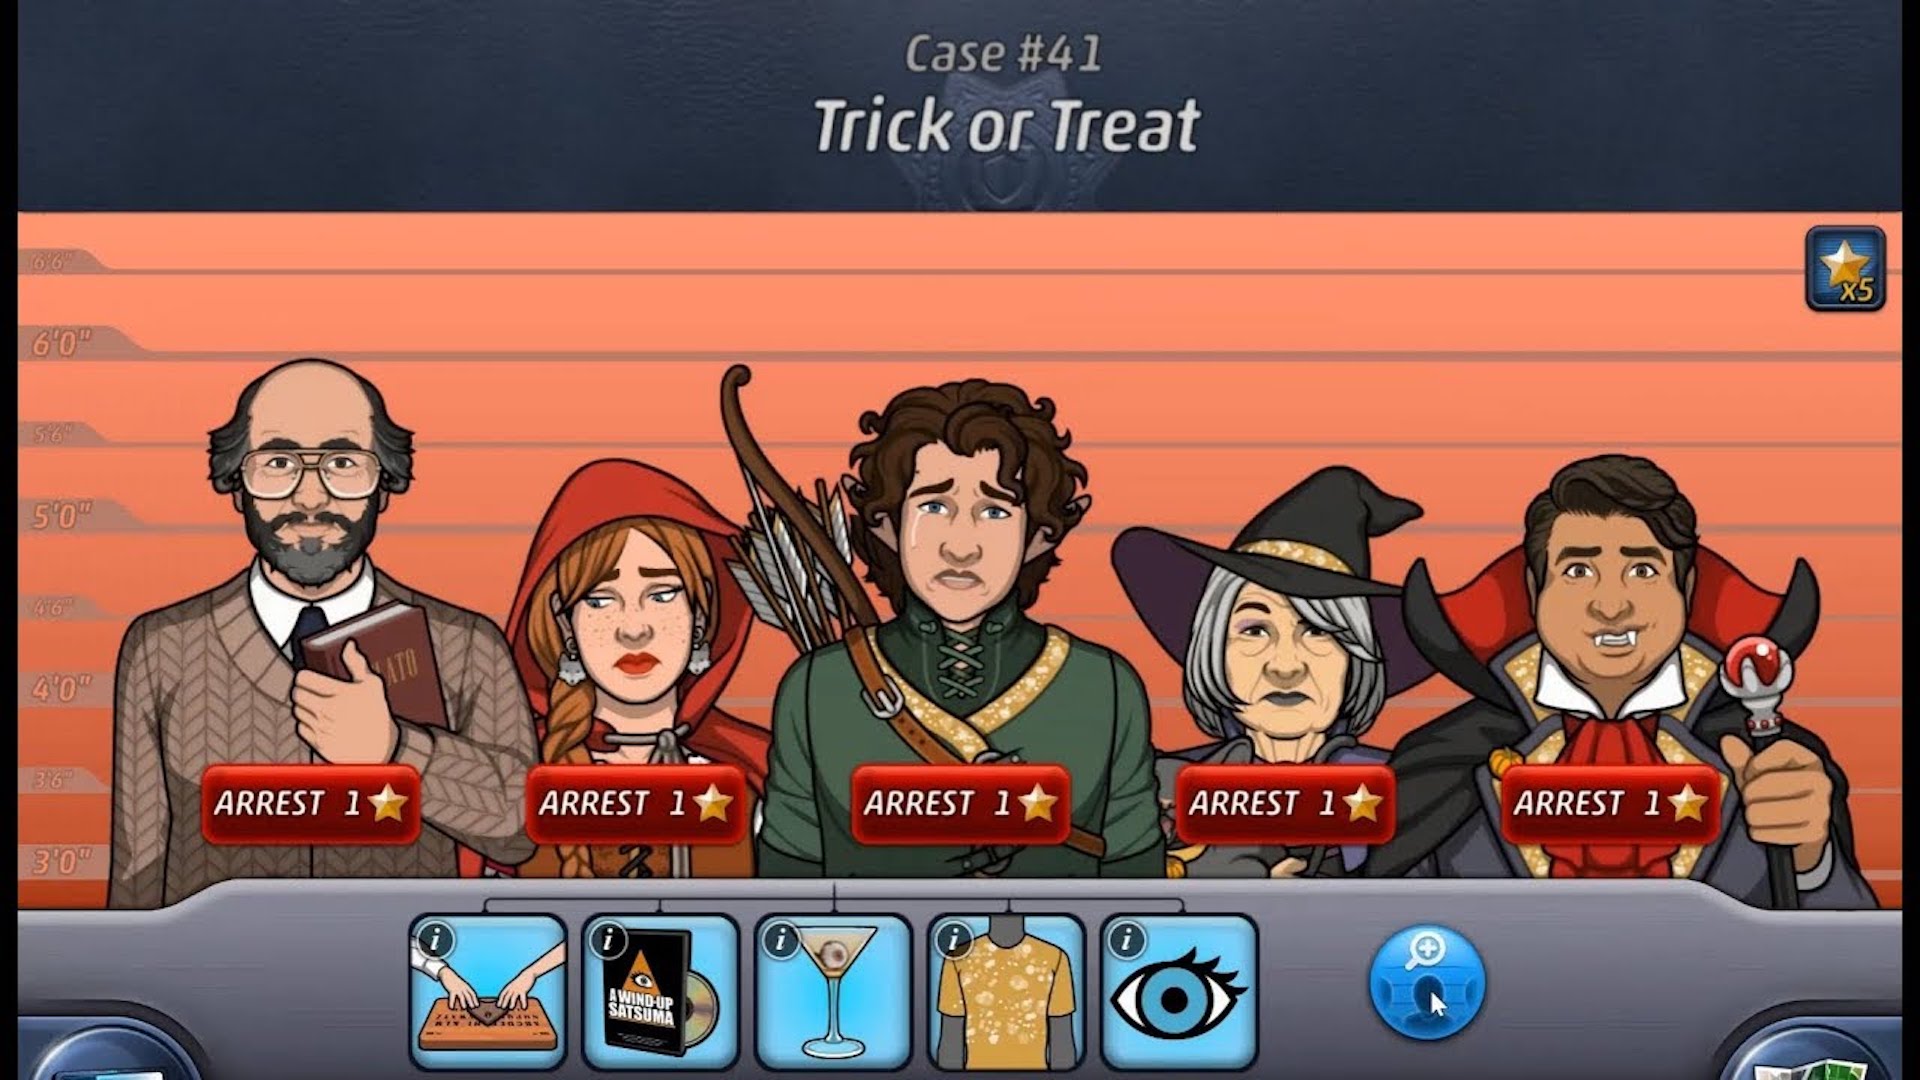 Case #41
Trick or Treat
6'6"
x5
6'0"
5'6"
5'0"
4'6"
4'0"
3'6"
3'0"
ATO
ARREST 1
ARREST 1
ARREST 1
ARREST 1
ARREST 1
i
i
i
i
i
A WIND-UP
SATSUMA